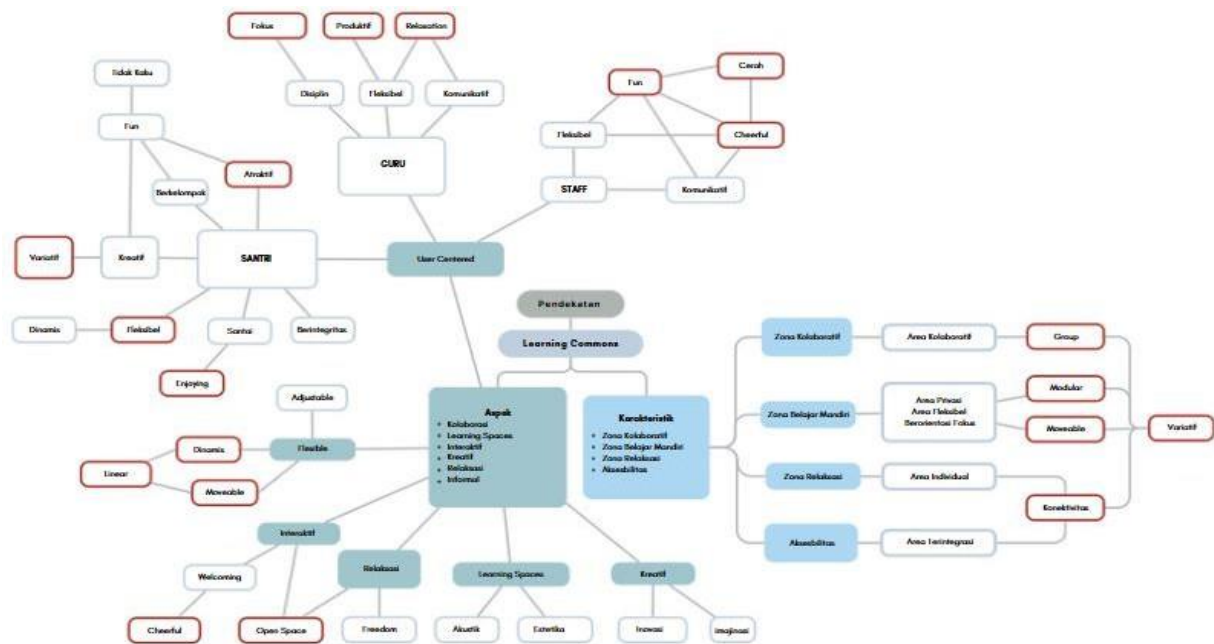 Fokus
Produktif
Relaxation
Disiplin
Fleksibel
Komunikatif
GURU
Fun
Cerah
Fleksibel
Cheerful
STAFF
Komunikatif
Tidak Kaku
Fun
Atraktif
Berkelompok
Variatif
Kreatif
SANTRI
User Centered
Dinamis
Fleksibel
Santai
Berintegritas
Enjoying
Pendekatan
Learning Commons
Aspek
Kolaborasi
Learning Spaces
Interaktif
Kreatif
Relaksasi
Informal
Karakteristik
Zona Kolaboratif
Zona Belajar Mandiri
Zona Relaksasi
Aksesbilitas
Adjustable
Dinamis
Flexible
Linear
Moveable
Interaktif
Welcoming
Relaksasi
Learning Spaces
Kreatif
Cheerful
Open Space
Freedom
Akustik
Estetika
Inovasi
Imajinasi
Zona Kolaboratif
Area Kolaboratif
Group
Zona Belajar Mandiri
Area Privasi
Area Fleksibel
Berorientasi Fokus
Modular
Moveable
Variatif
Zona Relaksasi
Area Individual
Konektivitas
Aksesbilitas
Area Terintegrasi